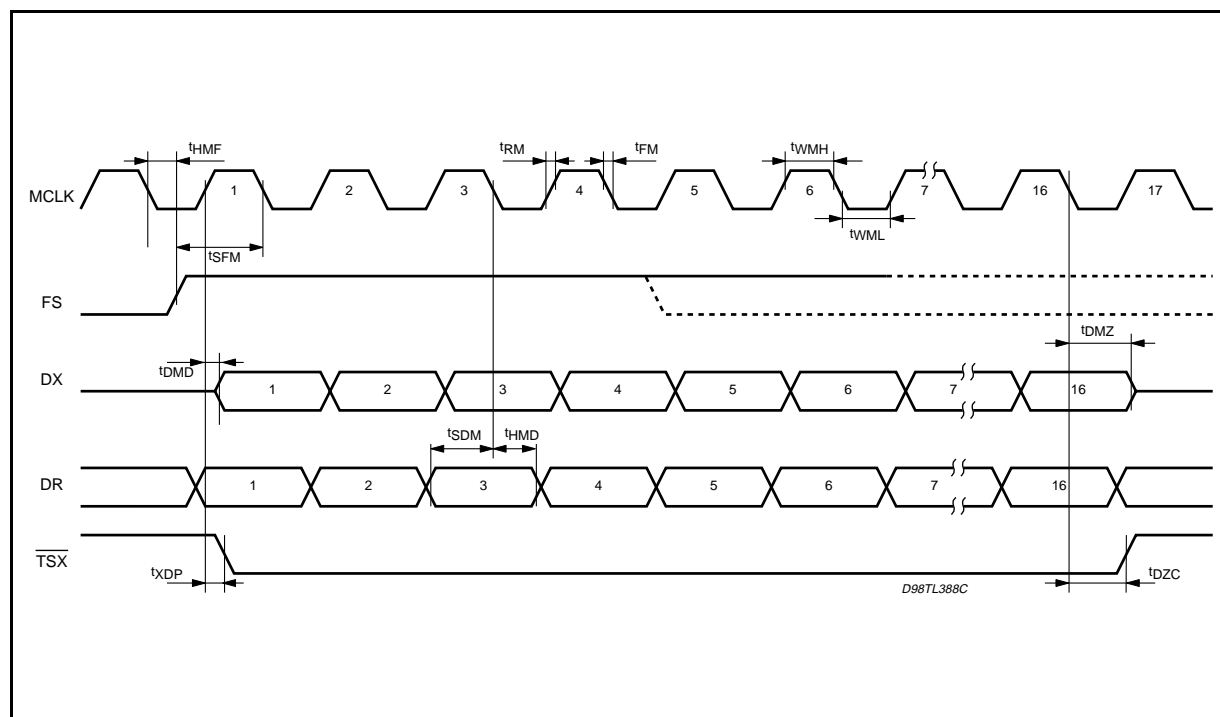 tHMF
tRM
tFM
tWMH
MCLK
1 2 3 4 5 6 7 16 17
tSFM
tWML
FS
tDMZ
tDMD
DX
1 2 3 4 5 6 7 16
tSDM
tHMD
DR
1 2 3 4 5 6 7 16
TSX
tXDP
tDZC
D98TL388C